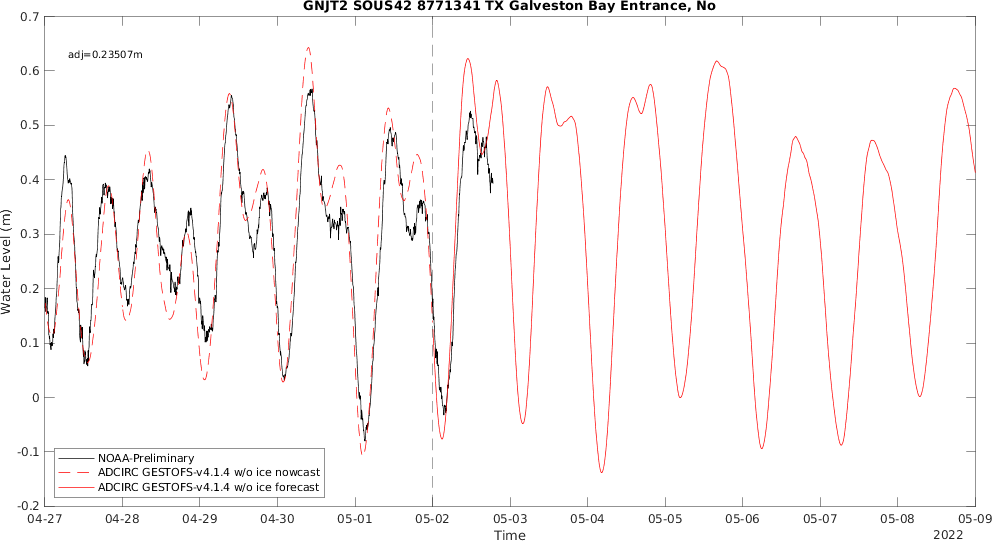 GNJT2 SOUS42 8771341 TX Galveston Bay Entrance, No
adj=0.23507m
Water Level (m)
0.7
0.6
0.5
0.4
0.3
0.2
0.1
0
-0.1
-0.2
NOAA-Preliminary
ADCIRC GESTOFS-v4.1.4 w/o ice nowcast
ADCIRC GESTOFS-v4.1.4 w/o ice forecast
04-27 04-28 04-29 04-30 05-01 05-02 05-03 05-04 05-05 05-06 05-07 05-08 05-09
Time
2022